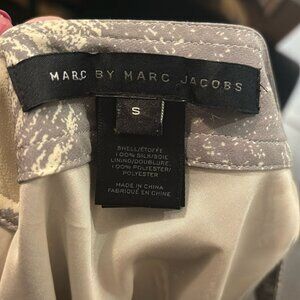 MARC BY MARC JACOBS
S
SHELL/ETOFFE
100% SILK/SOIE
LINING/DOUBLURE
100% POLYESTER/
POLYESTER
MADE IN CHINA
FABRIQUÉ EN CHINE